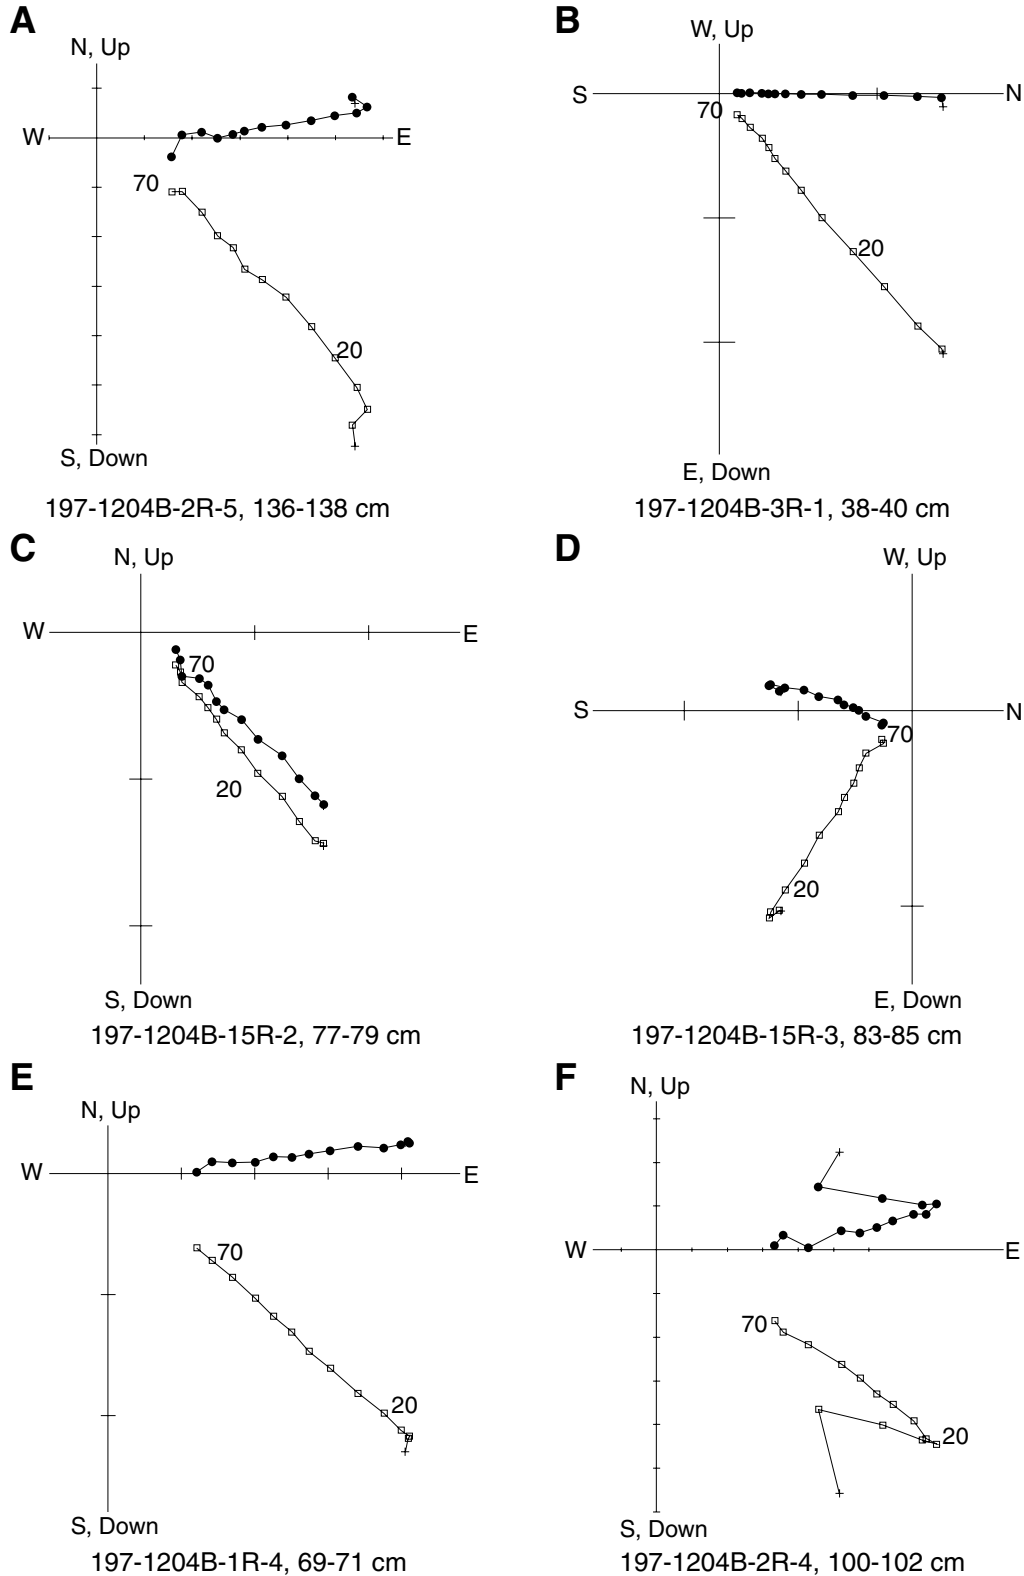 A
N, Up
W
E
70
20
S, Down
197-1204B-2R-5, 136-138 cm
B
W, Up
S
N
70
20
E, Down
197-1204B-3R-1, 38-40 cm
C
N, Up
W
E
70
20
S, Down
197-1204B-15R-2, 77-79 cm
D
W, Up
S
N
70
20
E, Down
197-1204B-15R-3, 83-85 cm
E
N, Up
W
E
70
20
S, Down
197-1204B-1R-4, 69-71 cm
F
N, Up
W
E
70
20
S, Down
197-1204B-2R-4, 100-102 cm